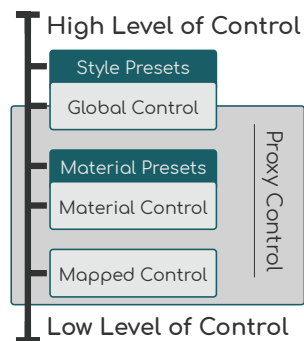 High Level of Control
Style Presets
Global Control
Material Presets
Material Control
Mapped Control
Proxy Control
Low Level of Control